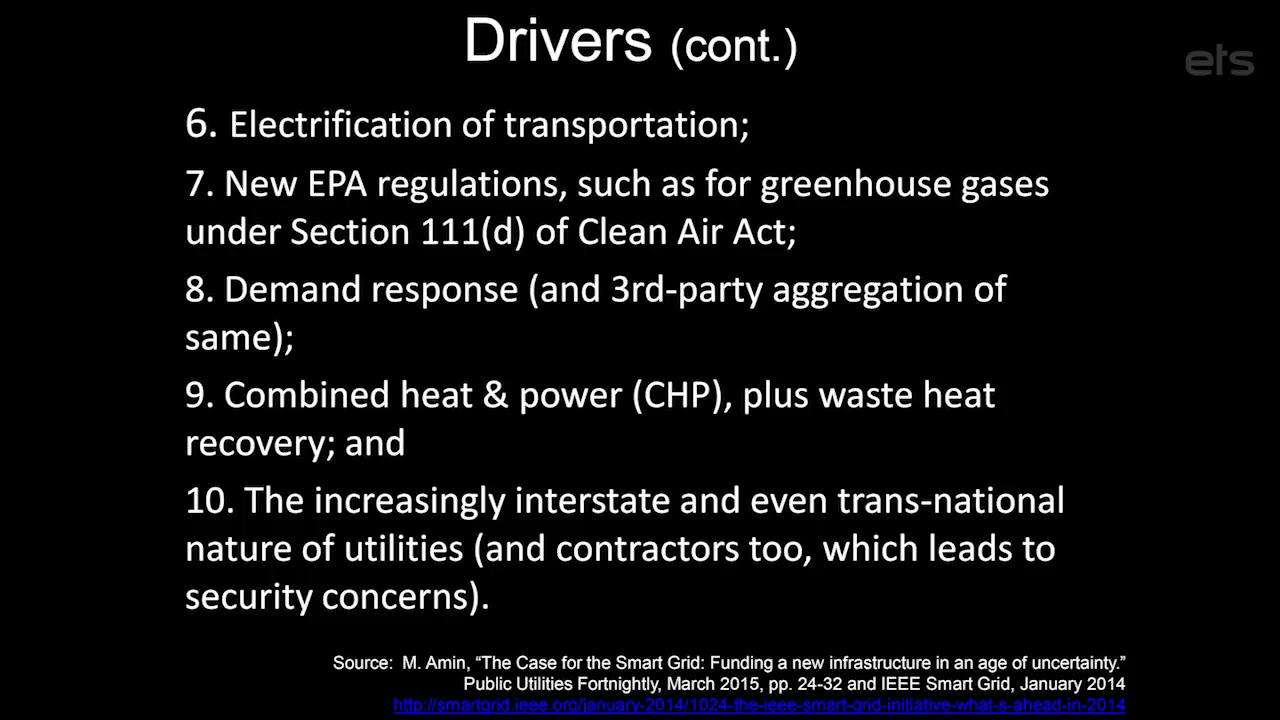 Drivers (cont.)
ets
6. Electrification of transportation;
7. New EPA regulations, such as for greenhouse gases
under Section 111(d) of Clean Air Act;
8. Demand response (and 3rd-party aggregation of
same);
9. Combined heat & power (CHP), plus waste heat
recovery; and
10. The increasingly interstate and even trans-national
nature of utilities (and contractors too, which leads to
security concerns).
Source:  M. Amin, “The Case for the Smart Grid: Funding a new infrastructure in an age of uncertainty.”
Public Utilities Fortnightly, March 2015, pp. 24-32 and IEEE Smart Grid, January 2014
http://smartgrid.ieee.org/january-2014/1024-the-ieee-smart-grid-initiative-what-s-ahead-in-2014